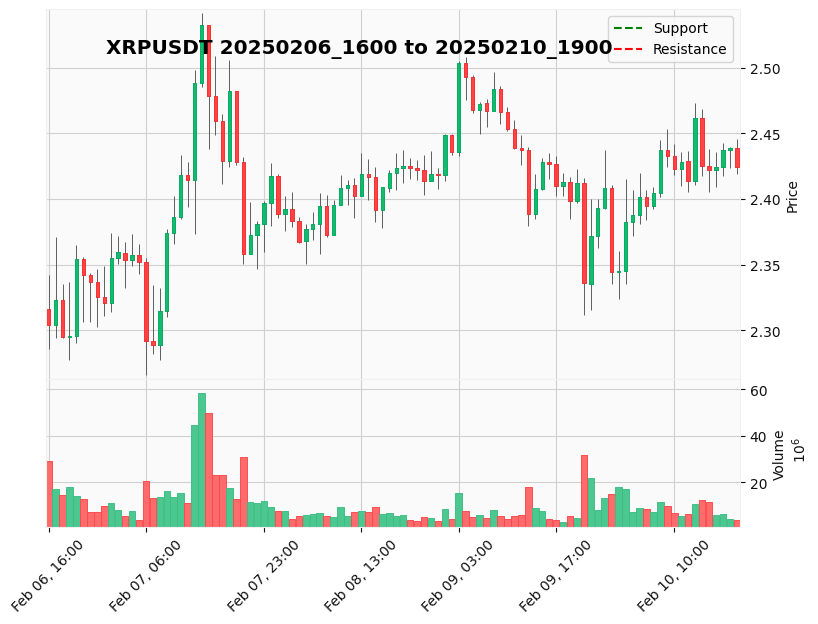 XRPUSDT 20250206_1600 to 20250210_1900
Support
Resistance
2.50
2.45
2.40
2.35
2.30
Price
60
40
20
Volume
10^6
Feb 06, 16:00
Feb 07, 06:00
Feb 07, 23:00
Feb 08, 13:00
Feb 09, 03:00
Feb 09, 17:00
Feb 10, 10:00